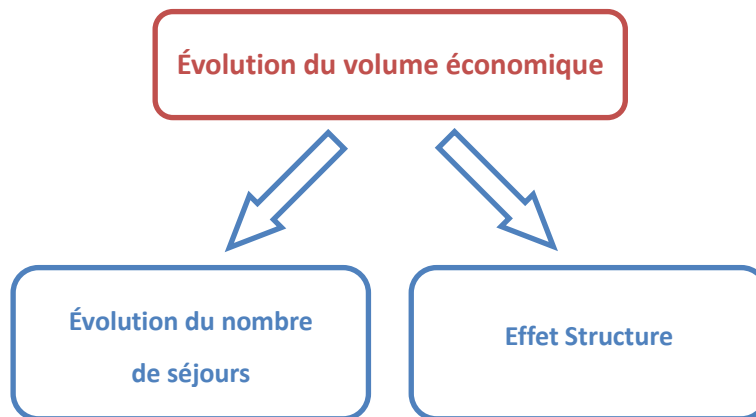 Évolution du volume économique
Évolution du nombre
de séjours
Effet Structure